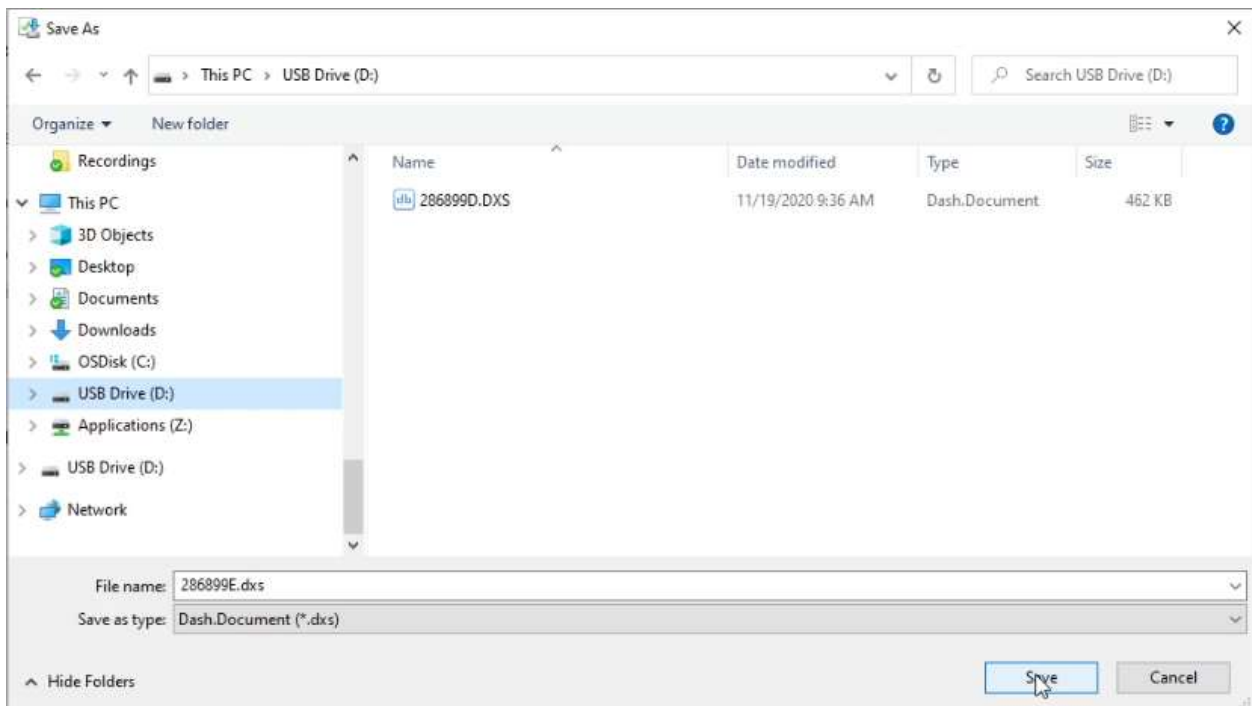 Save As
This PC > USB Drive (D:)
Search USB Drive (D:)
Organize
New folder
Name
Date modified
Type
Size
286899D.DXS
11/19/2020 9:36 AM
Dash.Document
462 KB
Recordings
This PC
3D Objects
Desktop
Documents
Downloads
OSDisk (C:)
USB Drive (D:)
Applications (Z:)
USB Drive (D:)
Network
File name: 286899E.dxs
Save as type: Dash.Document (*.dxs)
Hide Folders
Save
Cancel